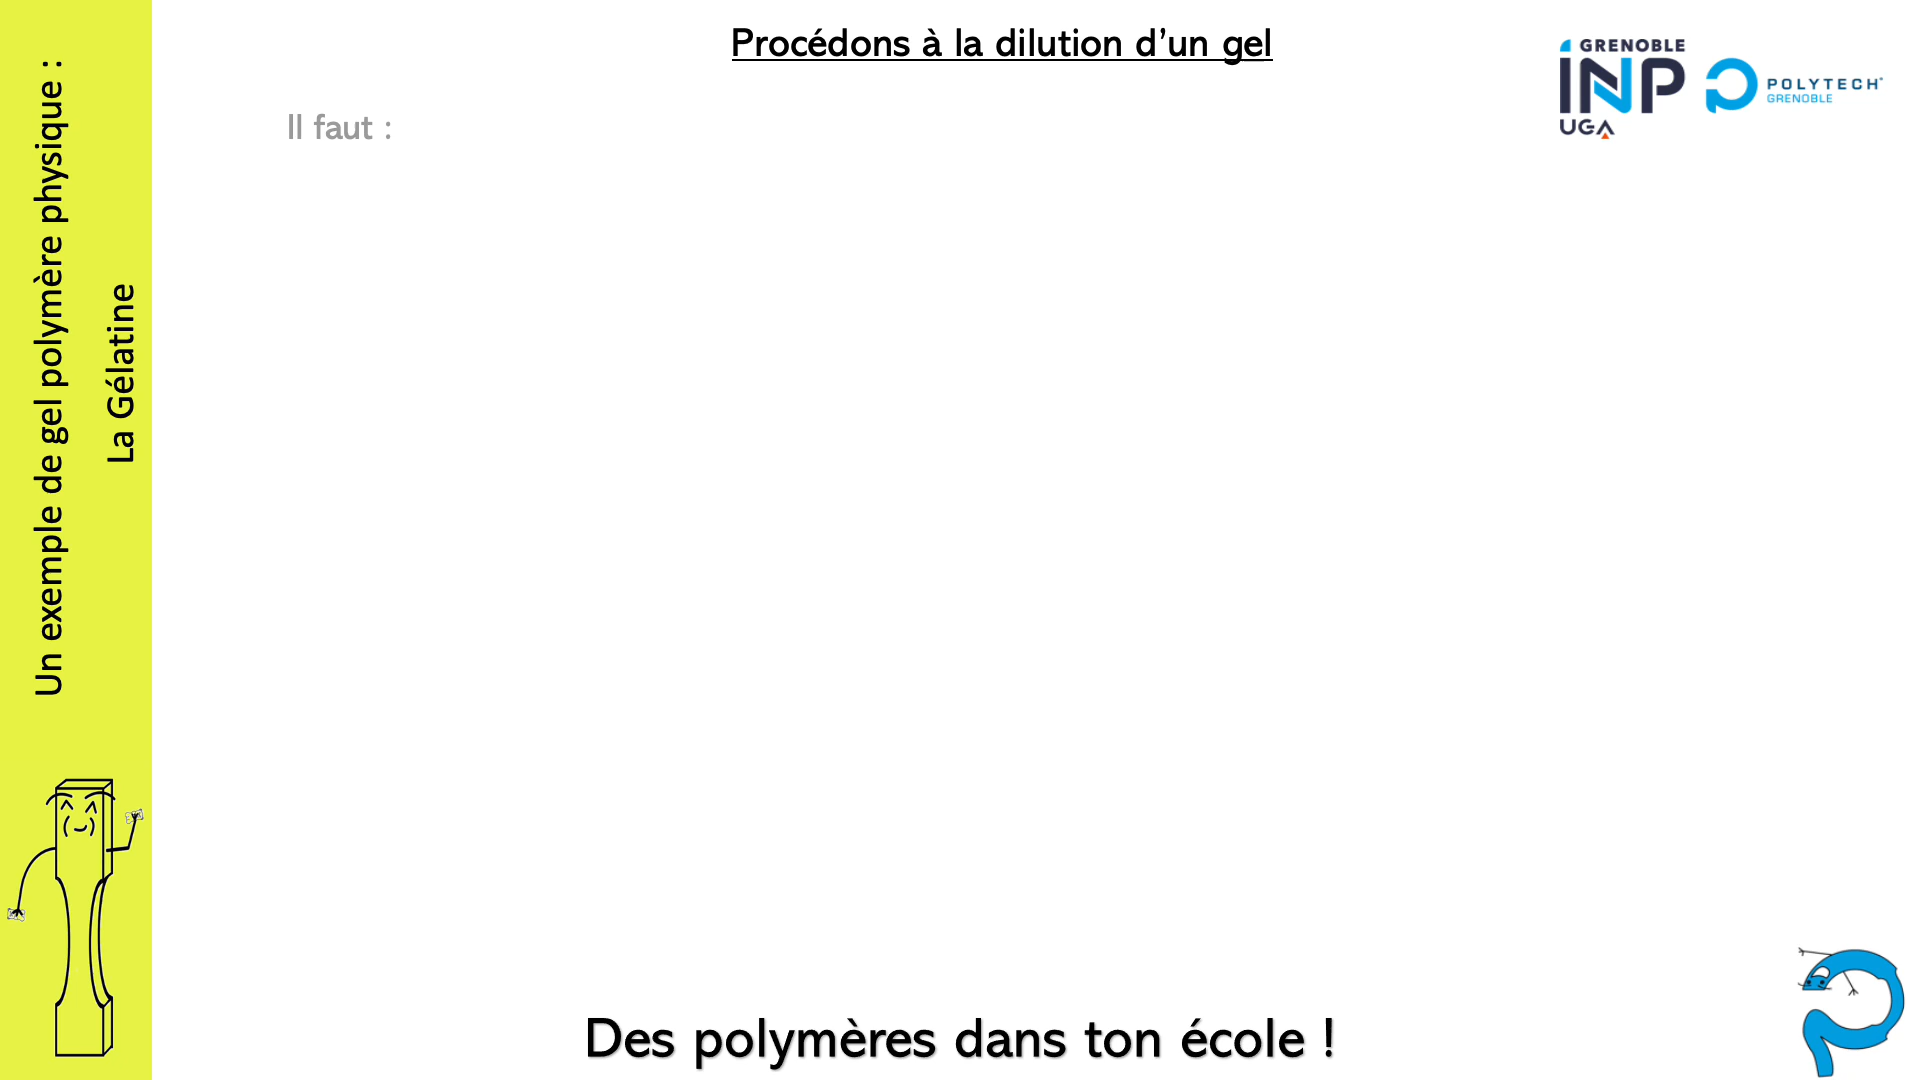 Procédons à la dilution d’un gel
GRENOBLE
INP
UGA
POLYTECH
GRENOBLE
Il faut :
Un exemple de gel polymère physique :
La Gélatine
Des polymères dans ton école !